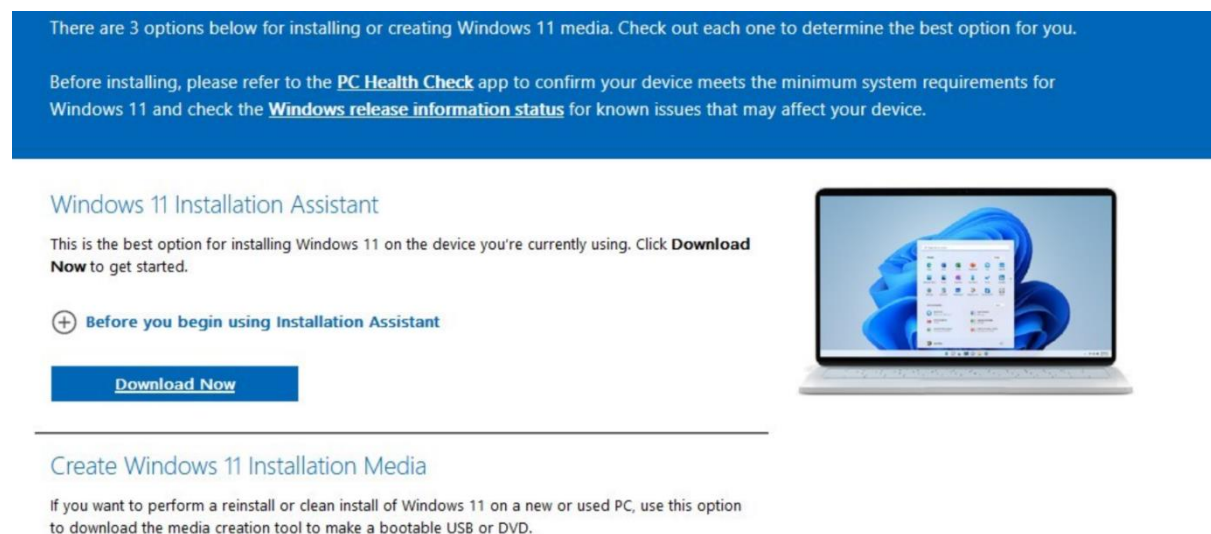 There are 3 options below for installing or creating Windows 11 media. Check out each one to determine the best option for you.
Before installing, please refer to the PC Health Check app to confirm your device meets the minimum system requirements for
Windows 11 and check the Windows release information status for known issues that may affect your device.
Windows 11 Installation Assistant
This is the best option for installing Windows 11 on the device you're currently using. Click Download
Now to get started.
Before you begin using Installation Assistant
Download Now
Create Windows 11 Installation Media
If you want to perform a reinstall or clean install of Windows 11 on a new or used PC, use this option
to download the media creation tool to make a bootable USB or DVD.